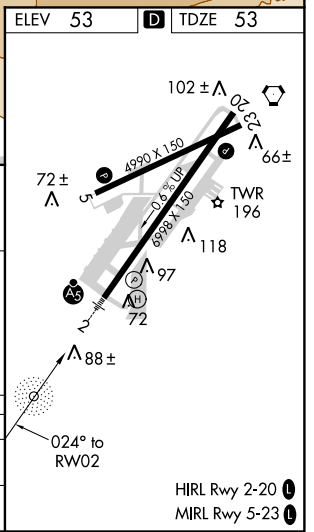 ELEV 53 D TDZE 53
102 ±
20
23
P
4990 X 150
P
66±
72 ±
5
0.6% UP
6998 X 150
TWR
196
118
97
A5
P
H
72
2
88 ±
024° to
RW02
HIRL Rwy 2-20 L
MIRL Rwy 5-23 L